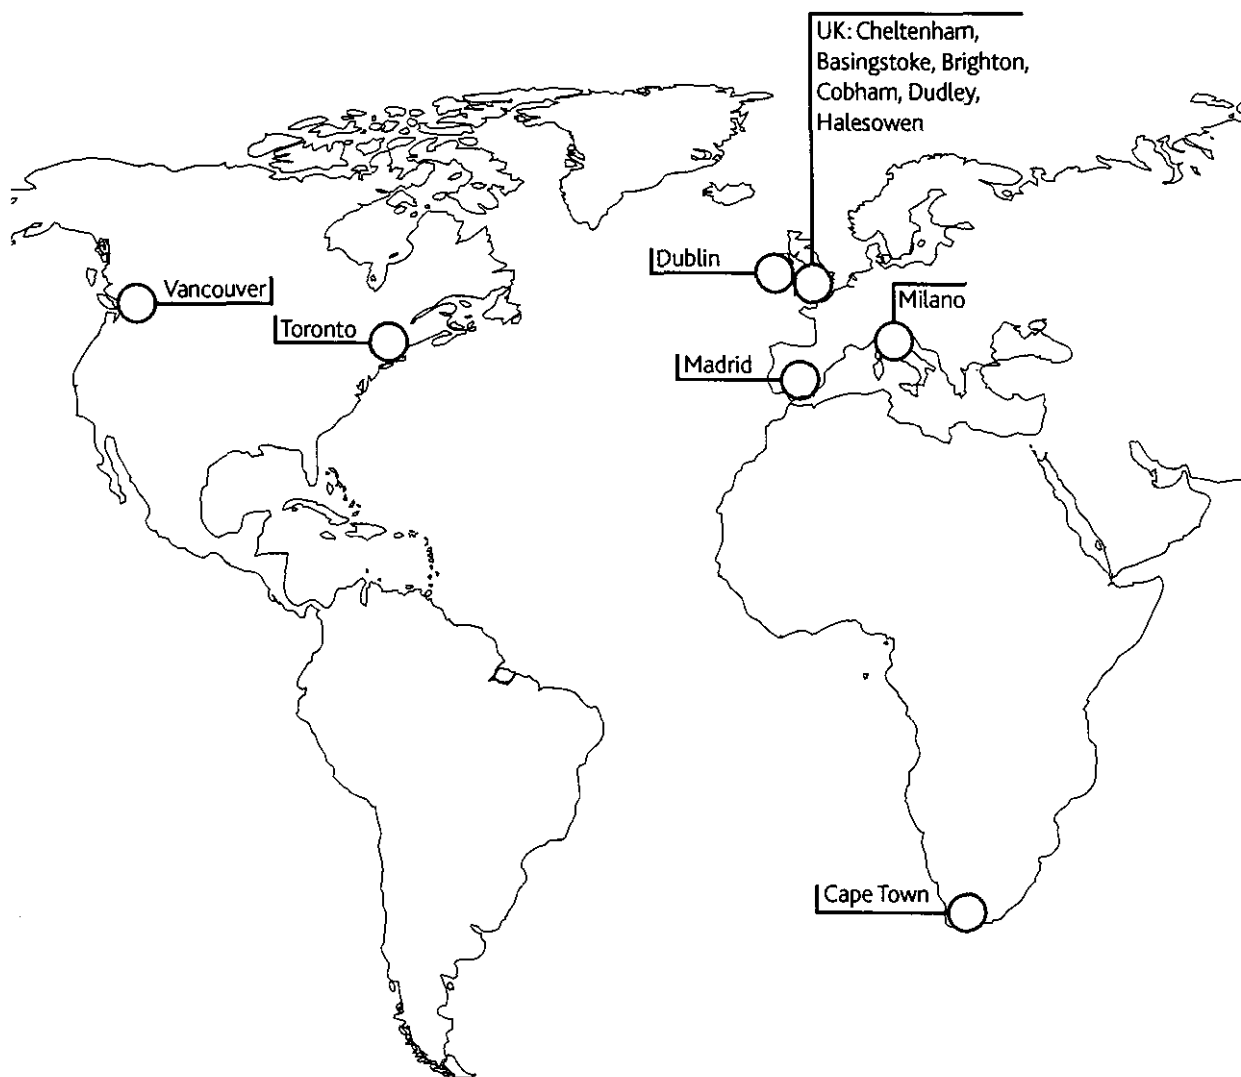 UK: Cheltenham,
Basingstoke, Brighton,
Cobham, Dudley,
Halesowen
Dublin
Vancouver
Milano
Toronto
Madrid
Cape Town